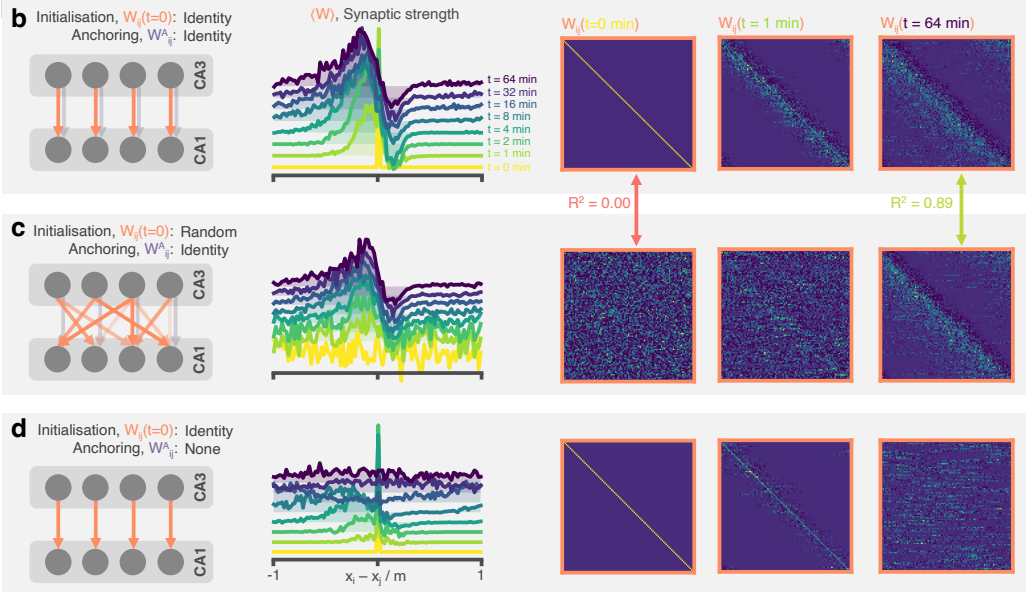 b
Initialisation, Wij(t=0): Identity
Anchoring, W^A_ij: Identity
CA3
CA1
⟨W⟩, Synaptic strength
t = 64 min
t = 32 min
t = 16 min
t = 8 min
t = 4 min
t = 2 min
t = 1 min
t = 0 min
Wij(t=0 min)
Wij(t = 1 min)
Wij(t = 64 min)
R² = 0.00
R² = 0.89
c
Initialisation, Wij(t=0): Random
Anchoring, W^A_ij: Identity
CA3
CA1
d
Initialisation, Wij(t=0): Identity
Anchoring, W^A_ij: None
CA3
CA1
-1
xi – xj / m
1